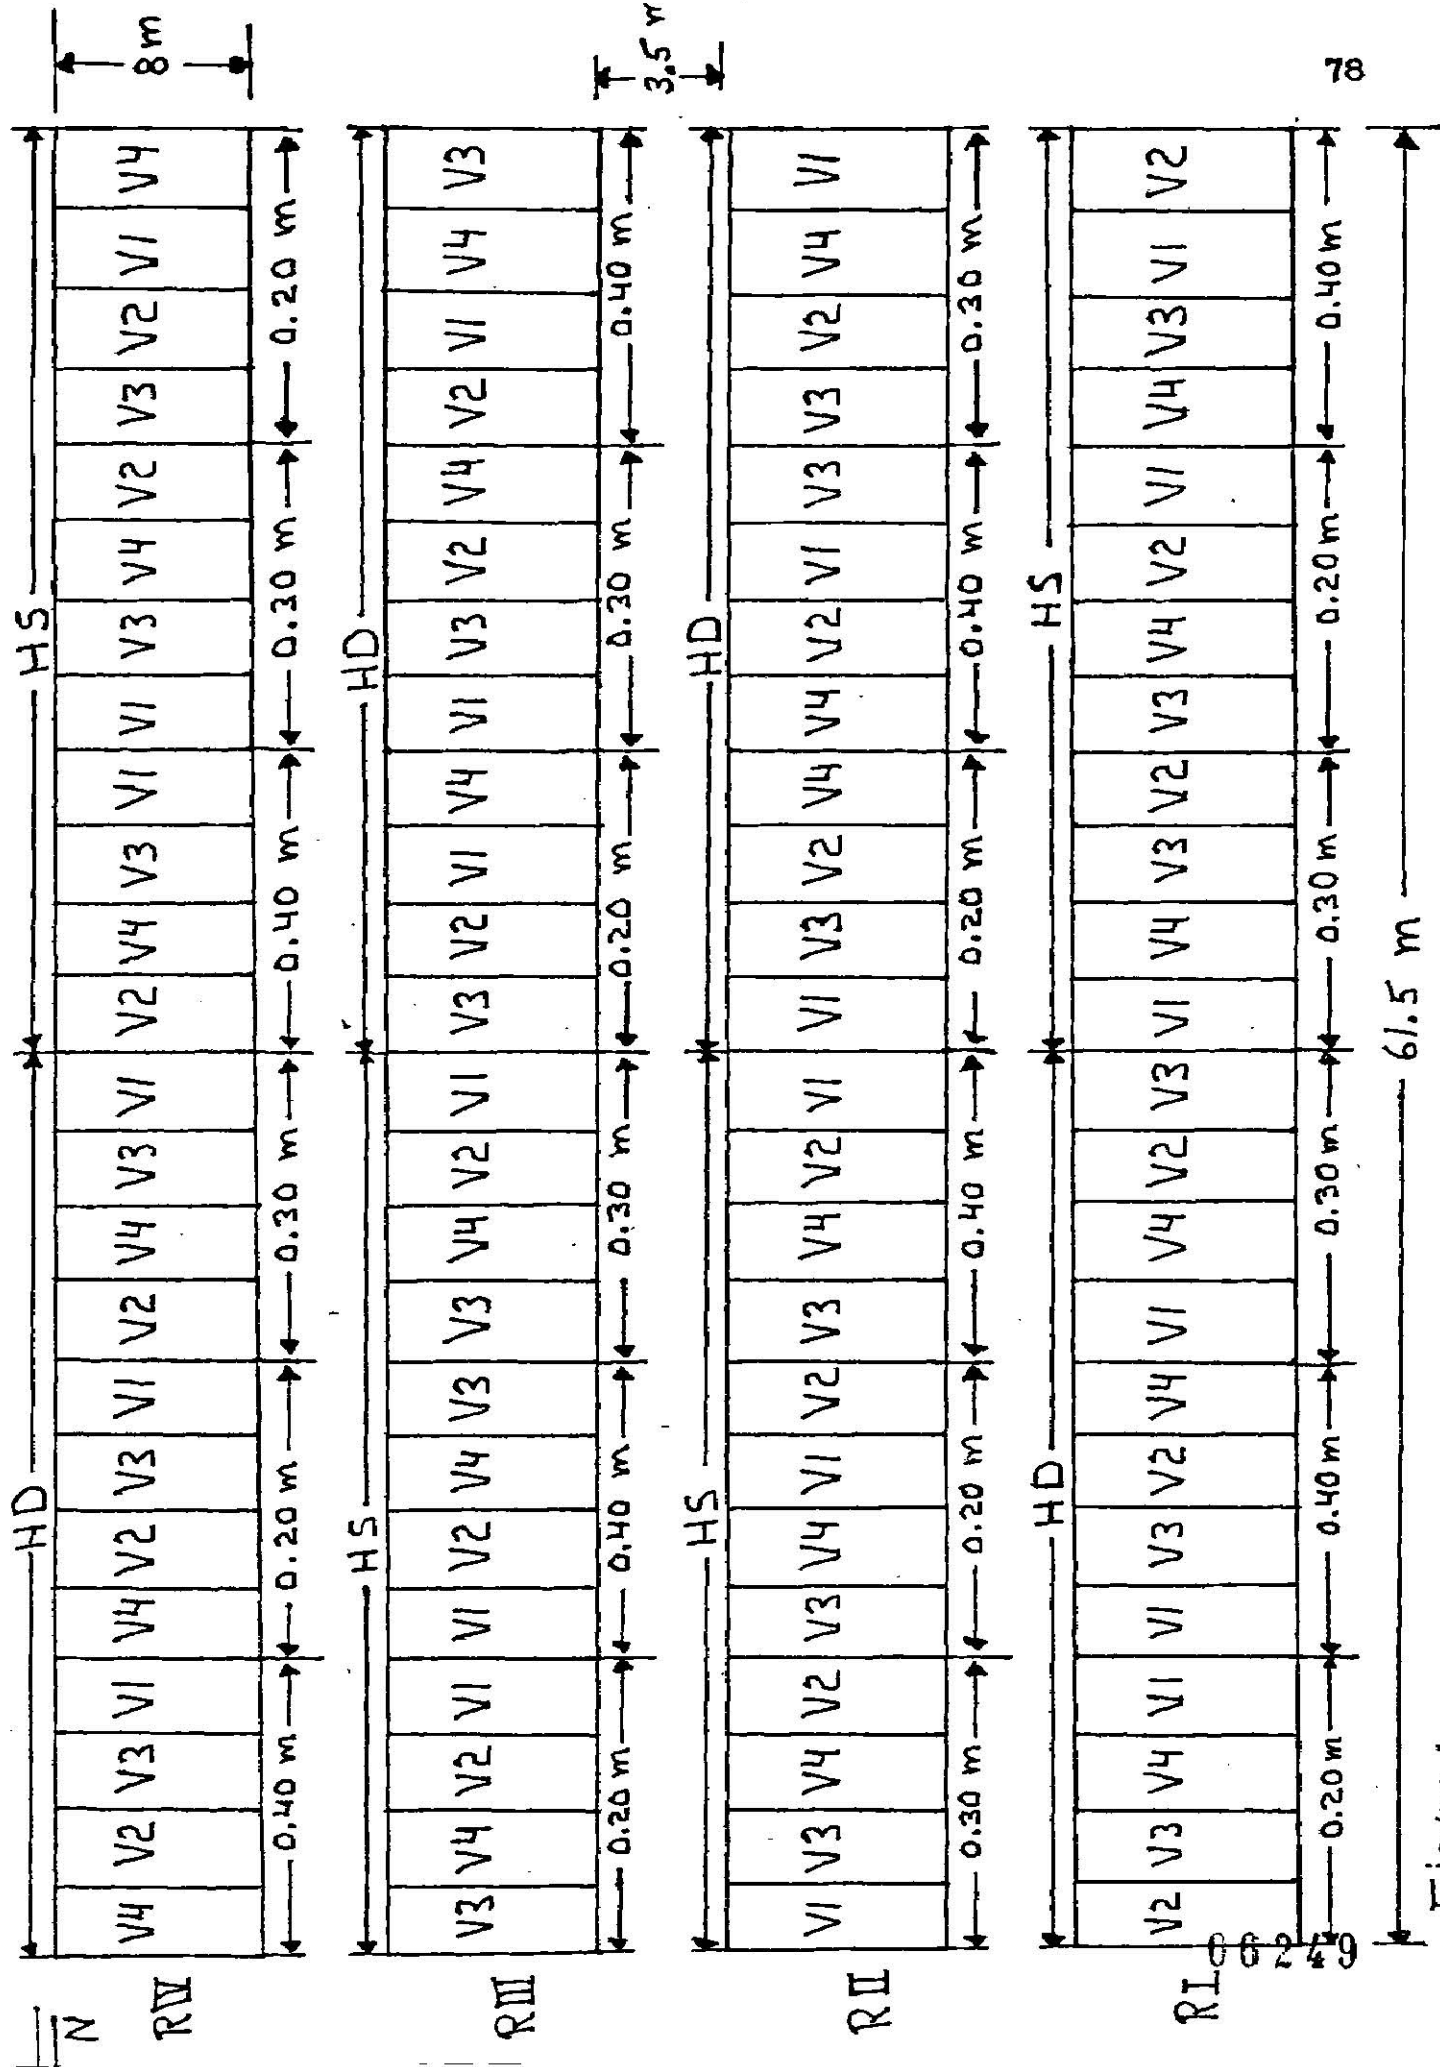 N
HD HS
RIV V4 V2 V3 V1 V4 V2 V3 V1 V2 V4 V3 V1 V2 V4 V3 V1 V1 V3 V4 V2 V3 V2 V1 V4 8m
0.40 m 0.20 m 0.30 m 0.40 m 0.30 m 0.20 m
HS HD
RIII V3 V4 V2 V1 V1 V2 V4 V3 V3 V4 V2 V1 V3 V2 V1 V4 V1 V3 V2 V4 V2 V1 V4 V3
0.20 m 0.40 m 0.30 m 0.20 m 0.30 m 0.40 m 3.5
HS HD
RII V1 V3 V4 V2 V3 V4 V1 V2 V3 V4 V2 V1 V1 V3 V2 V4 V4 V2 V1 V3 V3 V2 V4 V1
0.30 m 0.20 m 0.40 m 0.20 m 0.40 m 0.30 m
HD HS
RI V2 V3 V4 V1 V1 V3 V2 V4 V1 V4 V2 V3 V1 V4 V3 V2 V3 V4 V2 V1 V4 V3 V1 V2
0.20 m 0.40 m 0.30 m 0.30 m 0.20 m 0.40 m
61.5 m
78